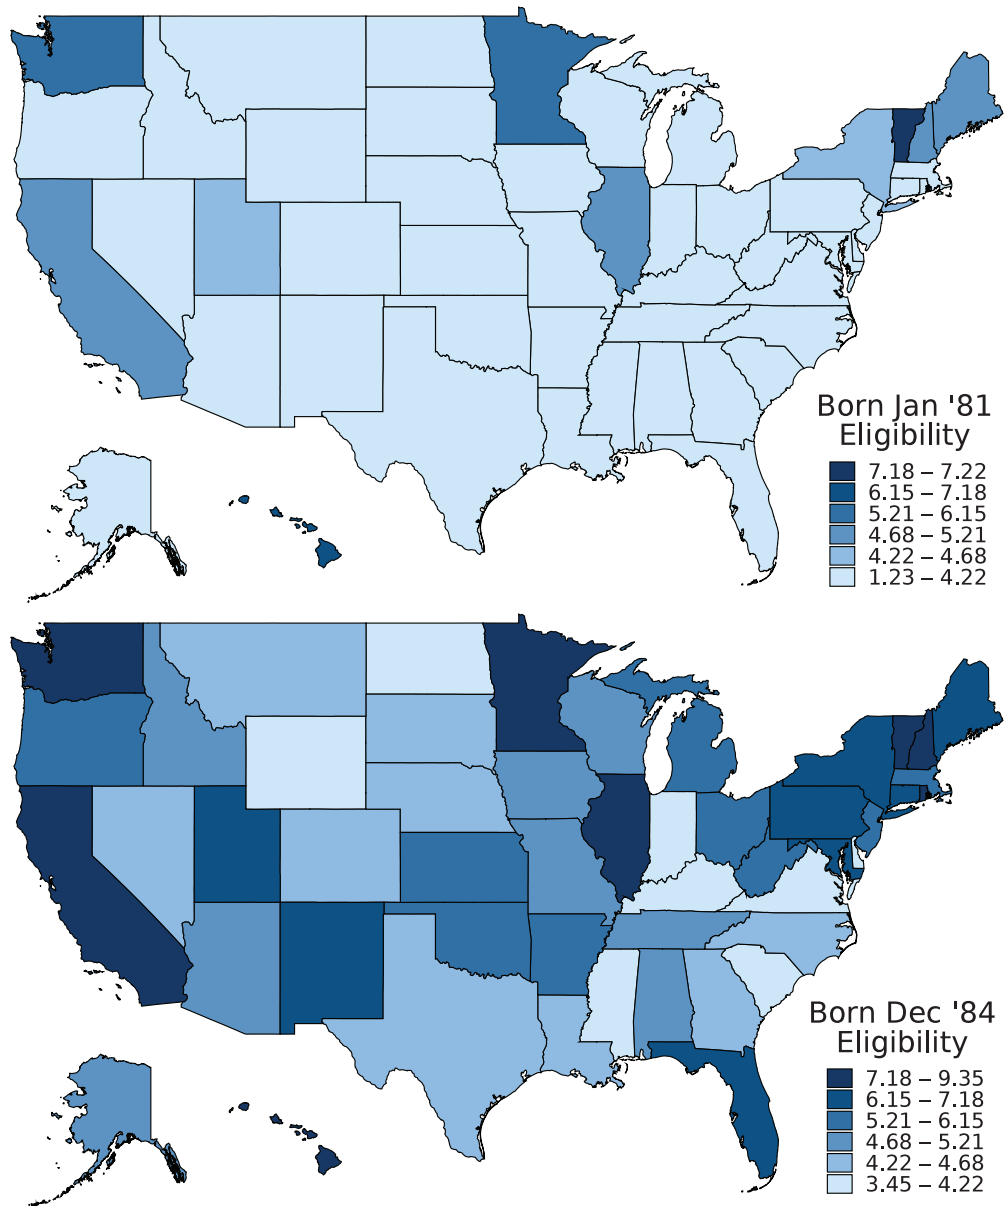 Born Jan '81
Eligibility
7.18 – 7.22
6.15 – 7.18
5.21 – 6.15
4.68 – 5.21
4.22 – 4.68
1.23 – 4.22
Born Dec '84
Eligibility
7.18 – 9.35
6.15 – 7.18
5.21 – 6.15
4.68 – 5.21
4.22 – 4.68
3.45 – 4.22